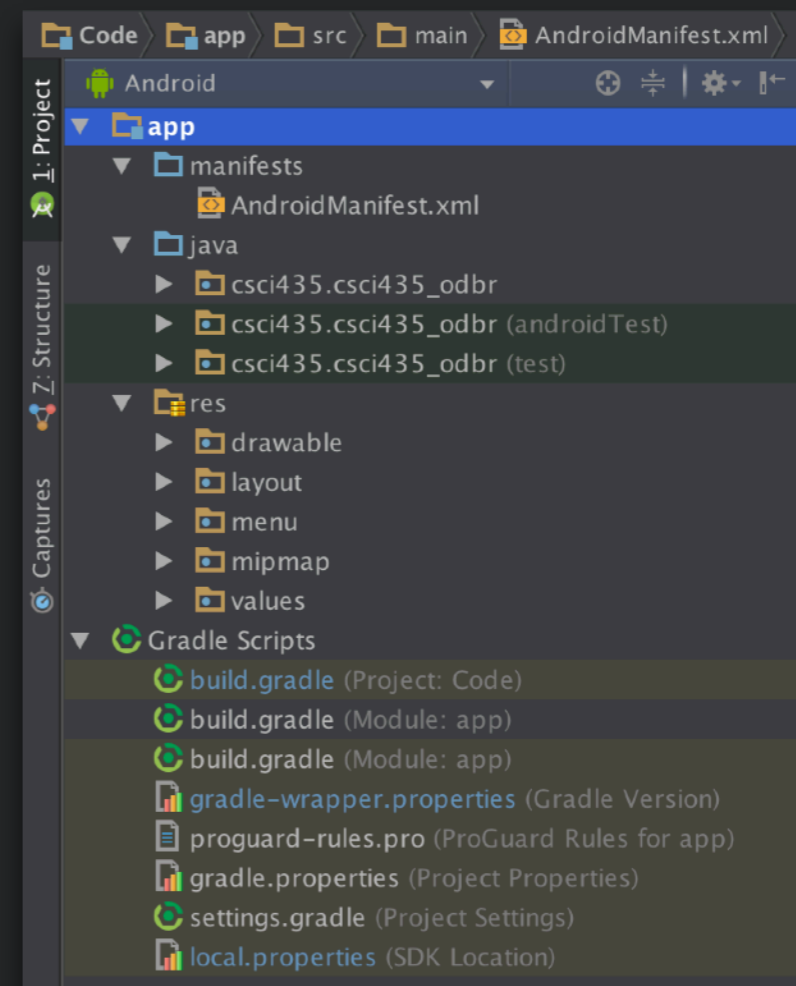 Code app src main AndroidManifest.xml
1: Project
Android
app
manifests
AndroidManifest.xml
java
csci435.csci435_odbr
csci435.csci435_odbr (androidTest)
csci435.csci435_odbr (test)
7: Structure
res
drawable
layout
menu
mipmap
values
Captures
Gradle Scripts
build.gradle (Project: Code)
build.gradle (Module: app)
build.gradle (Module: app)
gradle-wrapper.properties (Gradle Version)
proguard-rules.pro (ProGuard Rules for app)
gradle.properties (Project Properties)
settings.gradle (Project Settings)
local.properties (SDK Location)